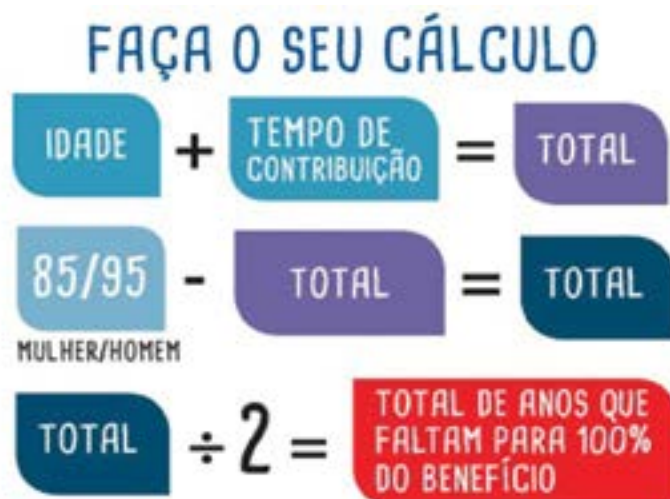 FAÇA O SEU CÁLCULO
IDADE + TEMPO DE CONTRIBUIÇÃO = TOTAL
85/95 - TOTAL = TOTAL
MULHER/HOMEM
TOTAL ÷ 2 = TOTAL DE ANOS QUE FALTAM PARA 100% DO BENEFÍCIO